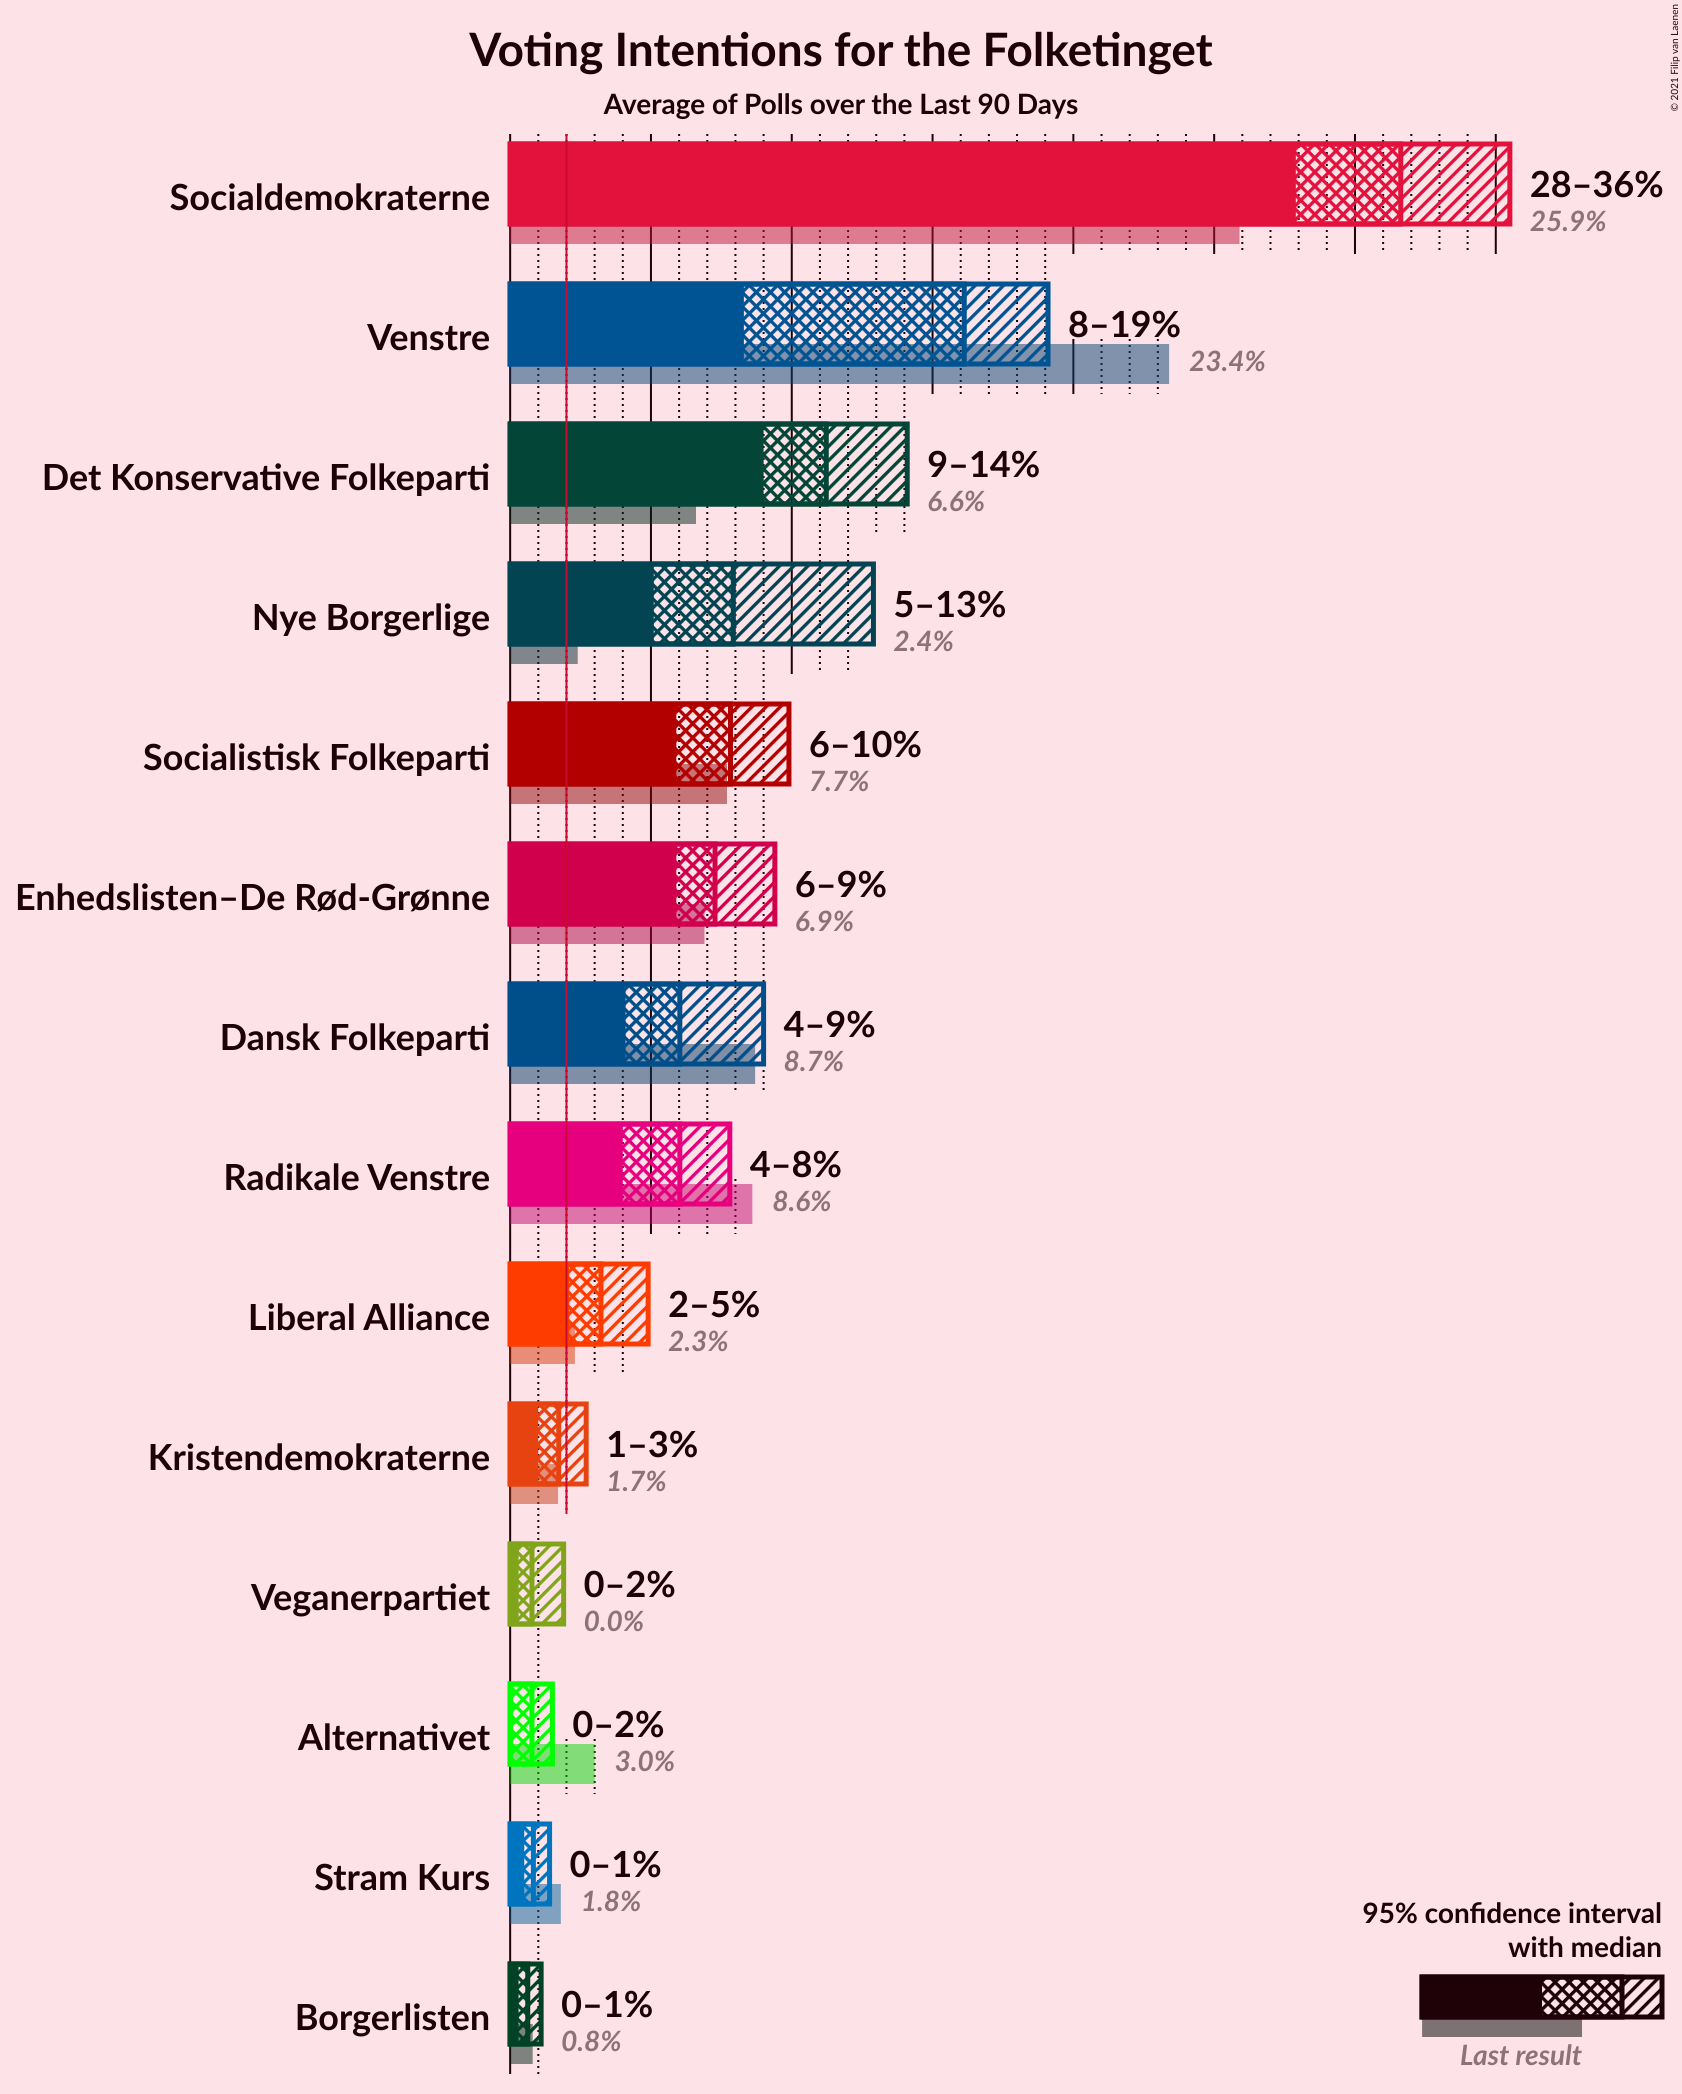 Voting Intentions for the Folketinget
Average of Polls over the Last 90 Days
© 2021 Filip van Laenen
Socialdemokraterne
28–36%
25.9%
Venstre
8–19%
23.4%
Det Konservative Folkeparti
9–14%
6.6%
Nye Borgerlige
5–13%
2.4%
Socialistisk Folkeparti
6–10%
7.7%
Enhedslisten–De Rød-Grønne
6–9%
6.9%
Dansk Folkeparti
4–9%
8.7%
Radikale Venstre
4–8%
8.6%
Liberal Alliance
2–5%
2.3%
Kristendemokraterne
1–3%
1.7%
Veganerpartiet
0–2%
0.0%
Alternativet
0–2%
3.0%
Stram Kurs
0–1%
1.8%
Borgerlisten
0–1%
0.8%
95% confidence interval
with median
Last result